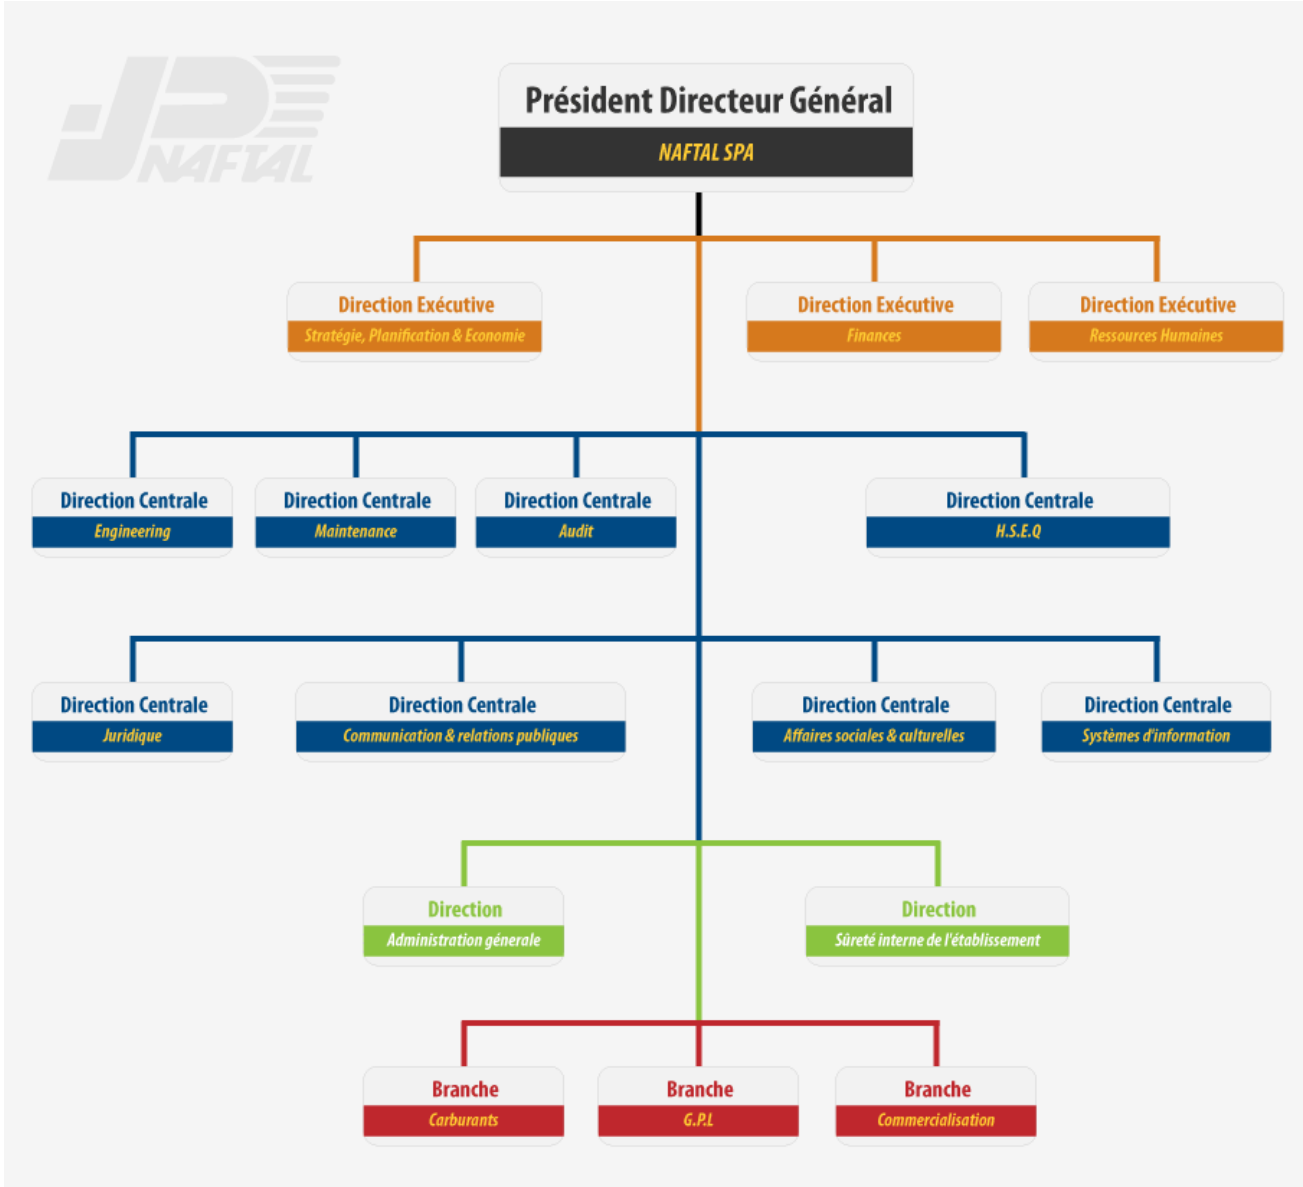 NAFTAL
Président Directeur Général
NAFTAL SPA
Direction Exécutive
Stratégie, Planification & Economie
Direction Exécutive
Finances
Direction Exécutive
Ressources Humaines
Direction Centrale
Engineering
Direction Centrale
Maintenance
Direction Centrale
Audit
Direction Centrale
H.S.E.Q
Direction Centrale
Juridique
Direction Centrale
Communication & relations publiques
Direction Centrale
Affaires sociales & culturelles
Direction Centrale
Systèmes d'information
Direction
Administration génerale
Direction
Sûreté interne de l'établissement
Branche
Carburants
Branche
G.P.L
Branche
Commercialisation